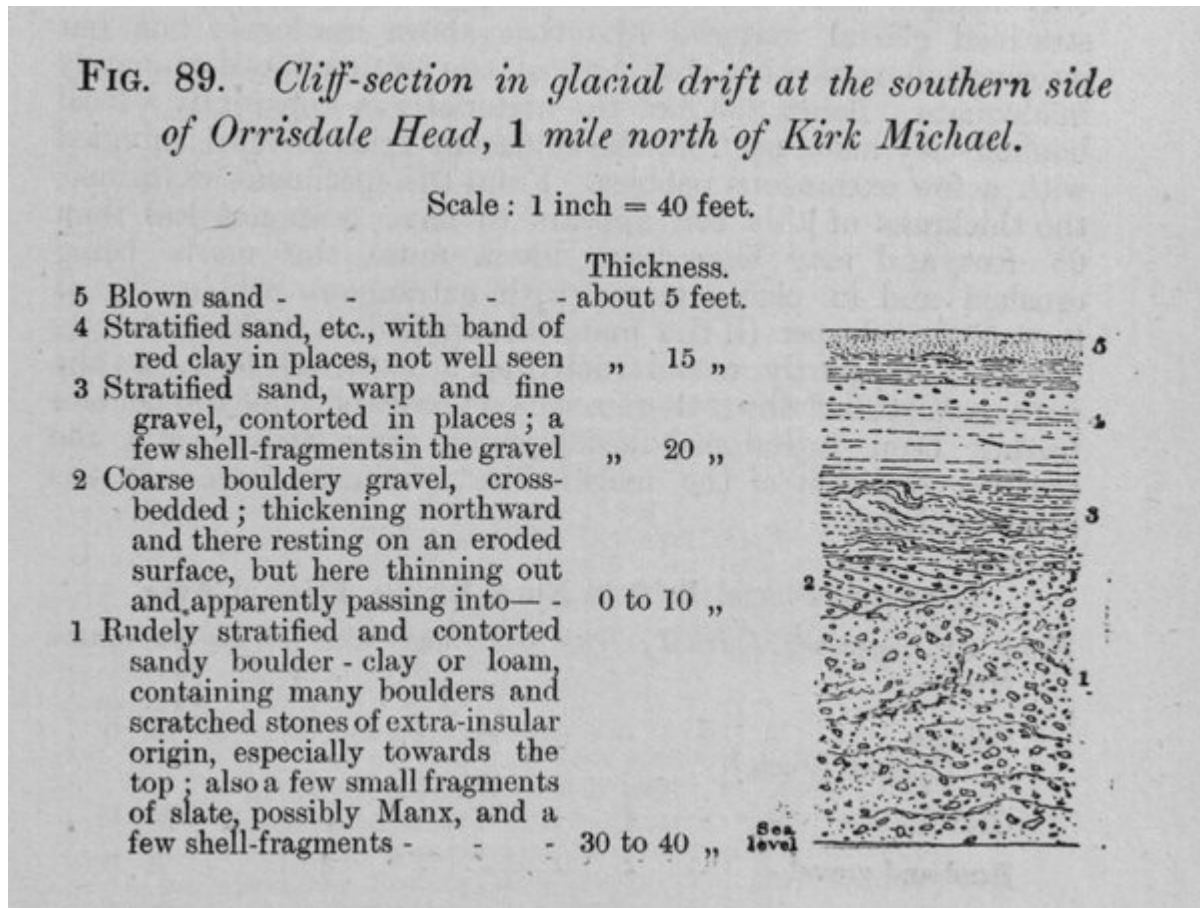 FIG. 89. Cliff-section in glacial drift at the southern side
of Orrisdale Head, 1 mile north of Kirk Michael.
Scale : 1 inch = 40 feet.
Thickness.
5 Blown sand - - - - about 5 feet.
4 Stratified sand, etc., with band of
red clay in places, not well seen „ 15 „
3 Stratified sand, warp and fine
gravel, contorted in places ; a
few shell-fragments in the gravel „ 20 „
2 Coarse bouldery gravel, cross-
bedded ; thickening northward
and there resting on an eroded
surface, but here thinning out
and apparently passing into— - 0 to 10 „
1 Rudely stratified and contorted
sandy boulder - clay or loam,
containing many boulders and
scratched stones of extra-insular
origin, especially towards the
top ; also a few small fragments
of slate, possibly Manx, and a
few shell-fragments - - - 30 to 40 „
5
4
3
2
1
Sea
level